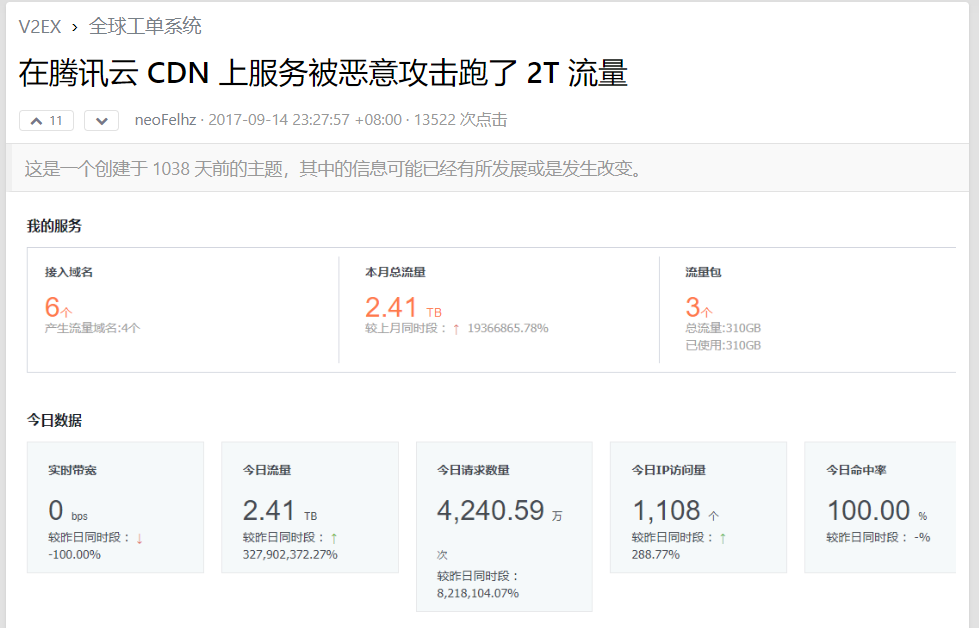 V2EX › 全球工单系统
在腾讯云 CDN 上服务被恶意攻击跑了 2T 流量
11 neoFelhz · 2017-09-14 23:27:57 +08:00 · 13522 次点击
这是一个创建于 1038 天前的主题，其中的信息可能已经有所发展或是发生改变。
我的服务
接入域名
6个
产生流量域名:4个
本月总流量
2.41 TB
较上月同时段：↑ 19366865.78%
流量包
3个
总流量:310GB
已使用:310GB
今日数据
实时带宽
0 bps
较昨日同时段：↓
-100.00%
今日流量
2.41 TB
较昨日同时段：↑
327,902,372.27%
今日请求数量
4,240.59 万
次
较昨日同时段：
8,218,104.07%
今日IP访问量
1,108 个
较昨日同时段：↑
288.77%
今日命中率
100.00 %
较昨日同时段：-%